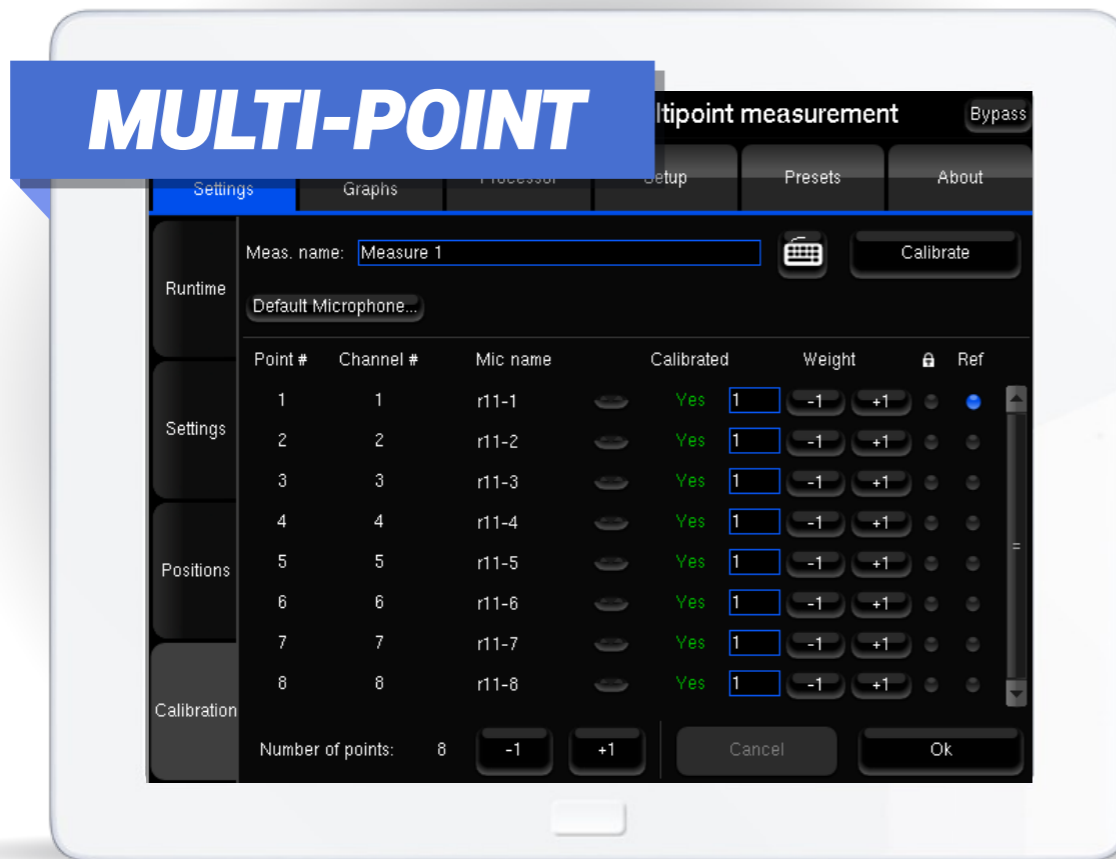 MULTI-POINT
ltipoint measurement Bypass
Settings Graphs Processor Setup Presets About
Meas. name: Measure 1 Calibrate
Runtime
Default Microphone...
Point # Channel # Mic name Calibrated Weight Ref
1 1 r11-1 Yes 1 -1 +1
Settings
2 2 r11-2 Yes 1 -1 +1
3 3 r11-3 Yes 1 -1 +1
4 4 r11-4 Yes 1 -1 +1
Positions
5 5 r11-5 Yes 1 -1 +1
6 6 r11-6 Yes 1 -1 +1
7 7 r11-7 Yes 1 -1 +1
8 8 r11-8 Yes 1 -1 +1
Calibration
Number of points: 8 -1 +1 Cancel Ok